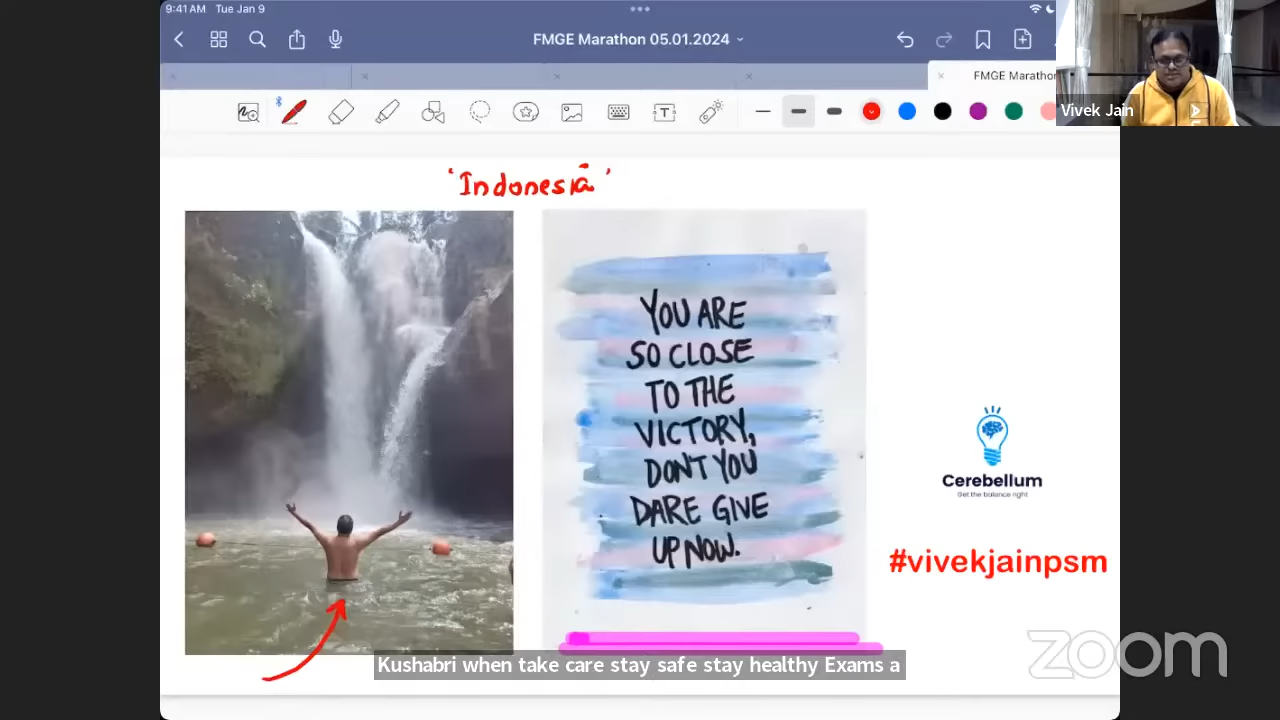 9:41 AM Tue Jan 9
FMGE Marathon 05.01.2024
FMGE Marathon
Vivek Jain
'Indonesia'
YOU ARE
SO CLOSE
TO THE
VICTORY,
DON'T YOU
DARE GIVE
UP NOW.
Cerebellum
Get the balance right
#vivekjainpsm
Kushabri when take care stay safe stay healthy Exams a
zoom